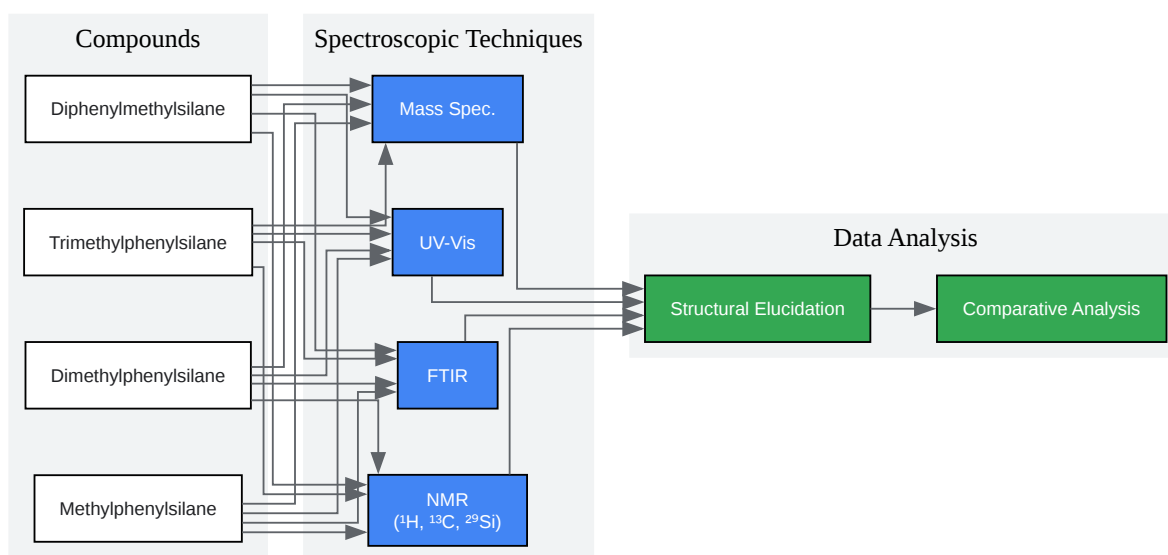 Compounds
Diphenylmethylsilane
Trimethylphenylsilane
Dimethylphenylsilane
Methylphenylsilane
Spectroscopic Techniques
Mass Spec.
UV-Vis
FTIR
NMR
(¹H, ¹³C, ²⁹Si)
Data Analysis
Structural Elucidation
Comparative Analysis